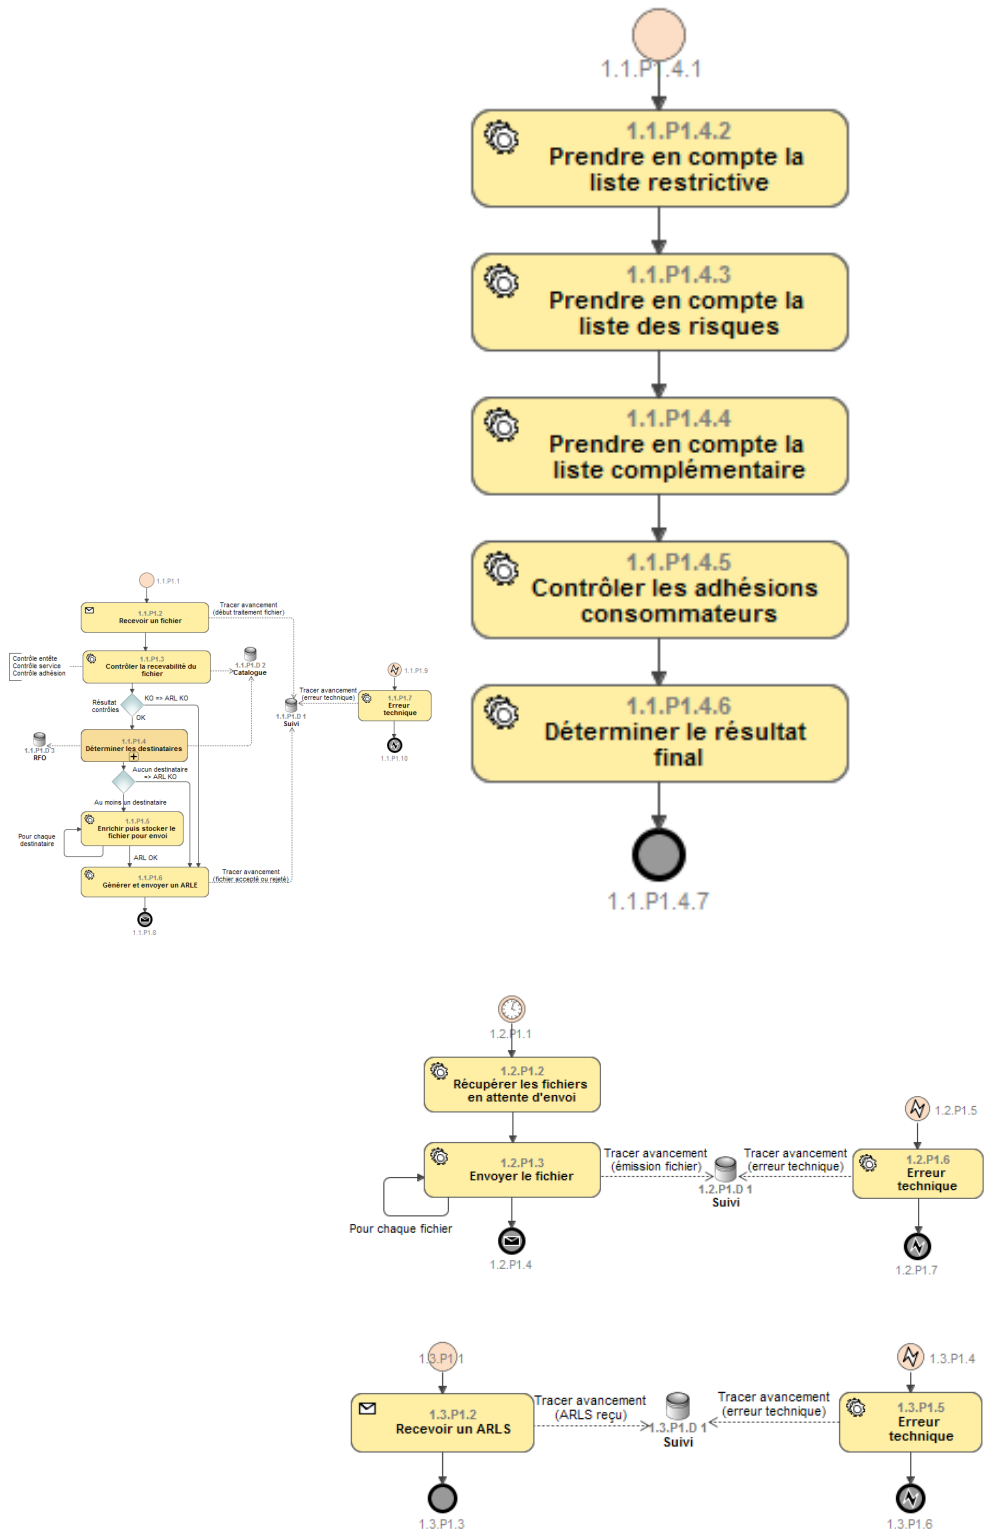 1.1.P1.4.1
1.1.P1.4.2
Prendre en compte la
liste restrictive
1.1.P1.4.3
Prendre en compte la
liste des risques
1.1.P1.4.4
Prendre en compte la
liste complémentaire
1.1.P1.4.5
Contrôler les adhésions
consommateurs
1.1.P1.4.6
Déterminer le résultat
final
1.1.P1.4.7
1.1.P1.1
1.1.P1.2
Recevoir un fichier
Tracer avancement
(début traitement fichier)
Contrôle entête
Contrôle service
Contrôle adhésion
1.1.P1.3
Contrôler la recevabilité du
fichier
1.1.P1.D 2
Catalogue
1.1.P1.9
Résultat
contrôles
KO => ARL KO
OK
Tracer avancement
(erreur technique)
1.1.P1.7
Erreur
technique
1.1.P1.D 1
Suivi
1.1.P1.10
1.1.P1.D 3
RFO
1.1.P1.4
Déterminer les destinataires
Aucun destinataire
=> ARL KO
Au moins un destinataire
Pour chaque
destinataire
1.1.P1.5
Enrichir puis stocker le
fichier pour envoi
ARL OK
1.1.P1.6
Générer et envoyer un ARLE
Tracer avancement
(fichier accepté ou rejeté)
1.1.P1.8
1.2.P1.1
1.2.P1.2
Récupérer les fichiers
en attente d'envoi
1.2.P1.5
1.2.P1.3
Envoyer le fichier
Tracer avancement
(émission fichier)
Tracer avancement
(erreur technique)
1.2.P1.6
Erreur
technique
1.2.P1.D 1
Suivi
Pour chaque fichier
1.2.P1.4
1.2.P1.7
1.3.P1.1
1.3.P1.4
1.3.P1.2
Recevoir un ARLS
Tracer avancement
(ARLS reçu)
Tracer avancement
(erreur technique)
1.3.P1.5
Erreur
technique
1.3.P1.D 1
Suivi
1.3.P1.3
1.3.P1.6